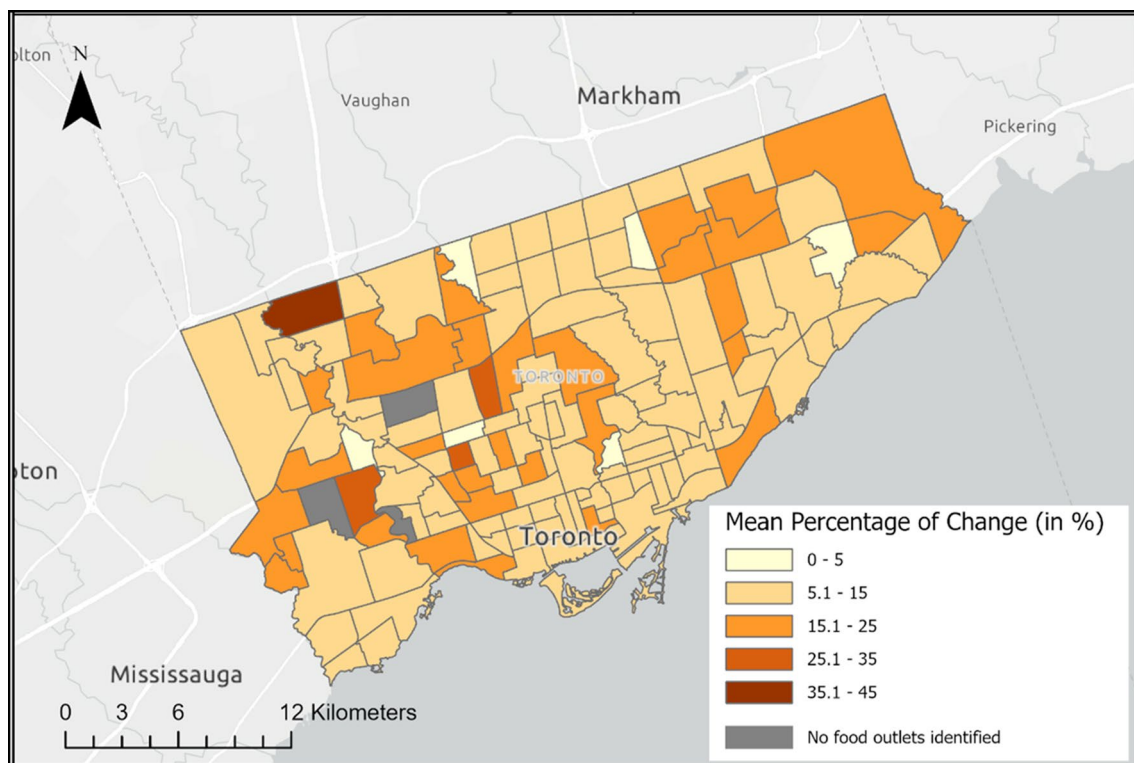 olton
N
Vaughan
Markham
Pickering
TORONTO
pton
Toronto
Mississauga
0 3 6 12 Kilometers
Mean Percentage of Change (in %)
0 - 5
5.1 - 15
15.1 - 25
25.1 - 35
35.1 - 45
No food outlets identified